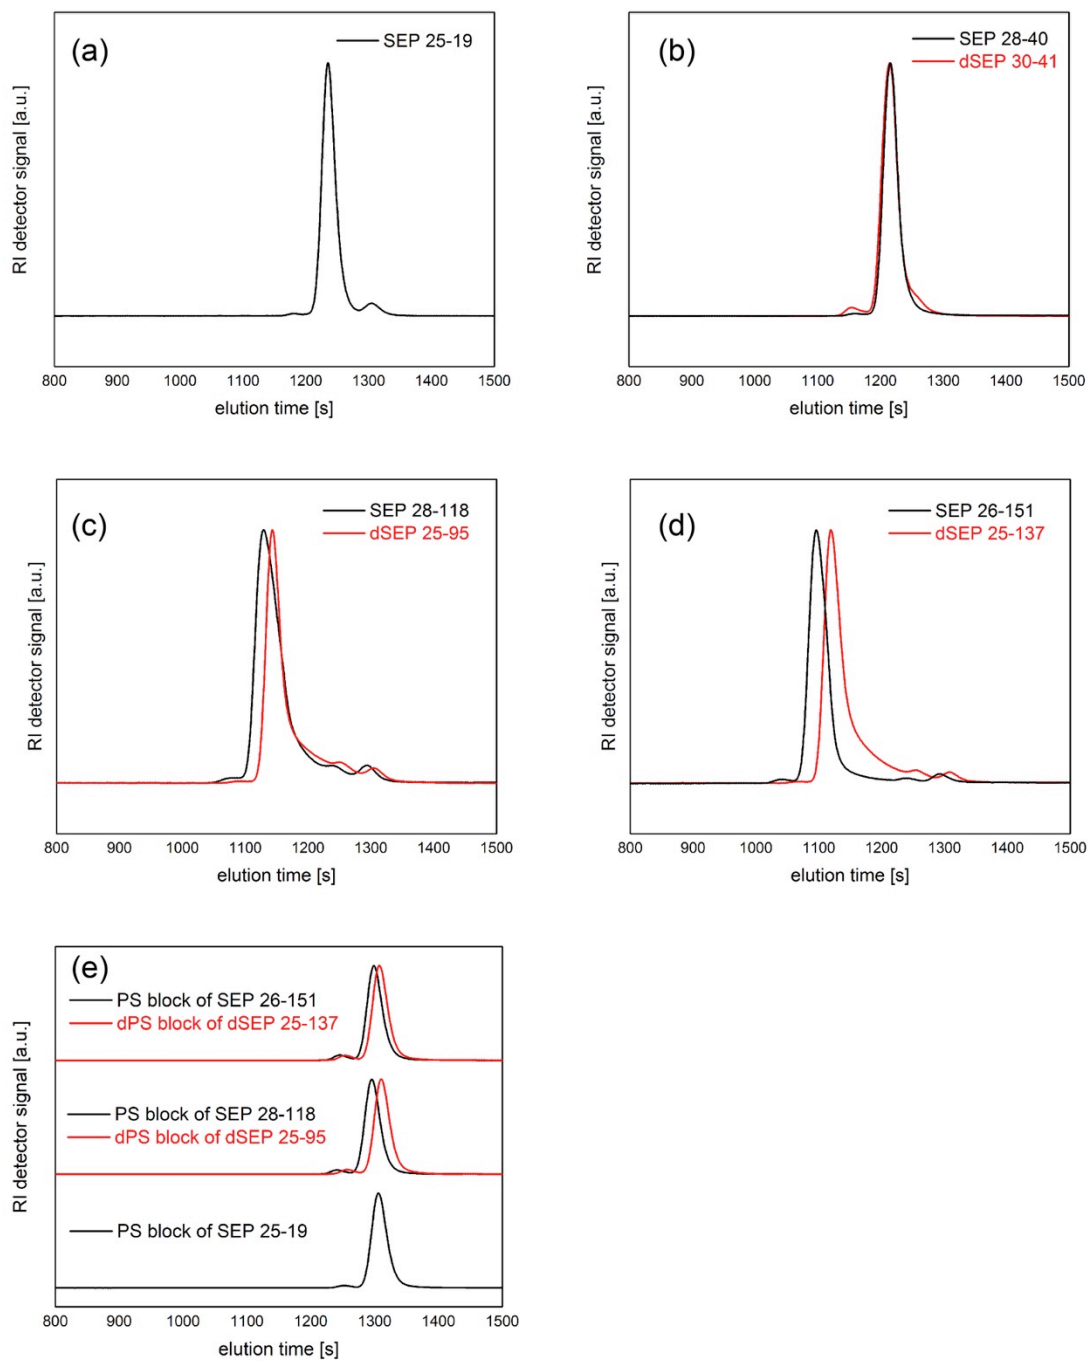 (a)
SEP 25-19
RI detector signal [a.u.]
800 900 1000 1100 1200 1300 1400 1500
elution time [s]
(b)
SEP 28-40
dSEP 30-41
RI detector signal [a.u.]
800 900 1000 1100 1200 1300 1400 1500
elution time [s]
(c)
SEP 28-118
dSEP 25-95
RI detector signal [a.u.]
800 900 1000 1100 1200 1300 1400 1500
elution time [s]
(d)
SEP 26-151
dSEP 25-137
RI detector signal [a.u.]
800 900 1000 1100 1200 1300 1400 1500
elution time [s]
(e)
PS block of SEP 26-151
dPS block of dSEP 25-137
PS block of SEP 28-118
dPS block of dSEP 25-95
PS block of SEP 25-19
RI detector signal [a.u.]
800 900 1000 1100 1200 1300 1400 1500
elution time [s]